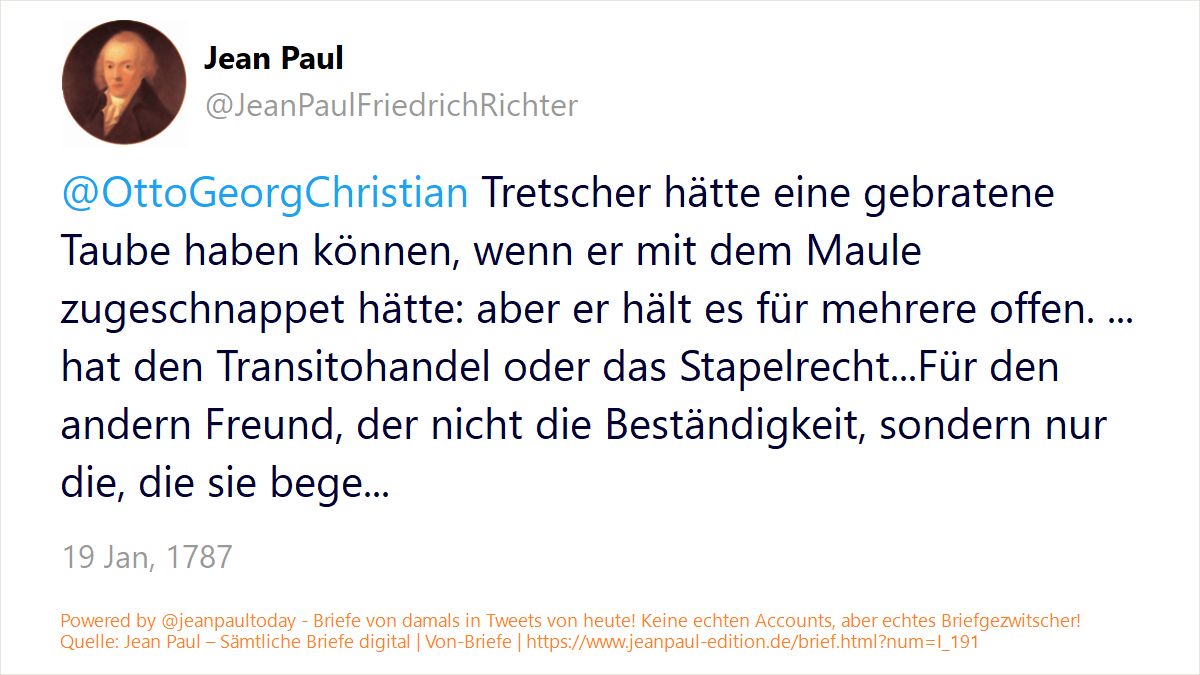 Jean Paul
@JeanPaulFriedrichRichter
@OttoGeorgChristian Tretscher hätte eine gebratene
Taube haben können, wenn er mit dem Maule
zugeschnappet hätte: aber er hält es für mehrere offen. ...
hat den Transitohandel oder das Stapelrecht...Für den
andern Freund, der nicht die Beständigkeit, sondern nur
die, die sie bege...
19 Jan, 1787
Powered by @jeanpaultoday - Briefe von damals in Tweets von heute! Keine echten Accounts, aber echtes Briefgezwitscher!
Quelle: Jean Paul – Sämtliche Briefe digital | Von-Briefe | https://www.jeanpaul-edition.de/brief.html?num=I_191